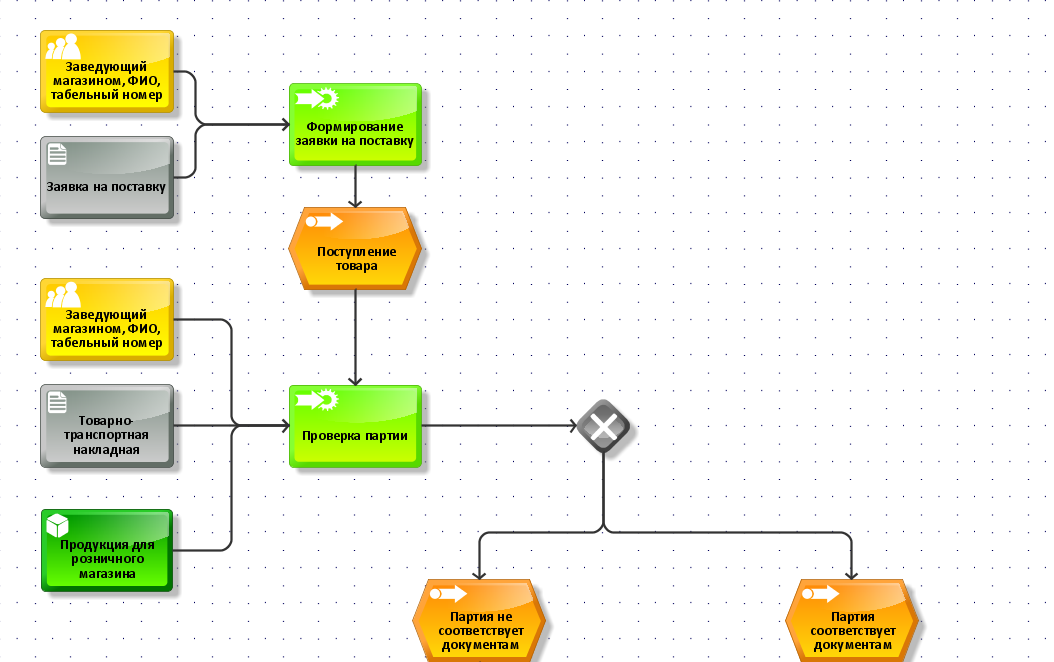 Заведующий
магазином, ФИО,
табельный номер
Заявка на поставку
Формирование
заявки на поставку
Поступление
товара
Заведующий
магазином, ФИО,
табельный номер
Товарно-
транспортная
накладная
Продукция для
розничного
магазина
Проверка партии
Партия не
соответствует
документам
Партия
соответствует
документам